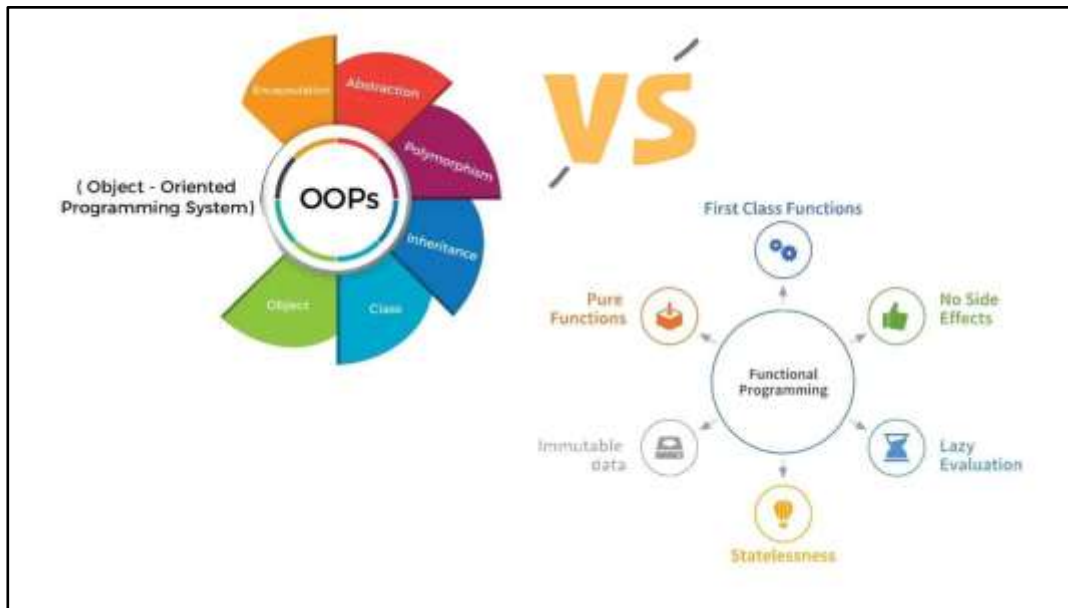 Encapsulation
Abstraction
Polymorphism
Inheritance
Class
Object
OOPs
( Object - Oriented
Programming System)
VS
First Class Functions
Pure
Functions
No Side
Effects
Functional
Programming
Immutable
data
Lazy
Evaluation
Statelessness